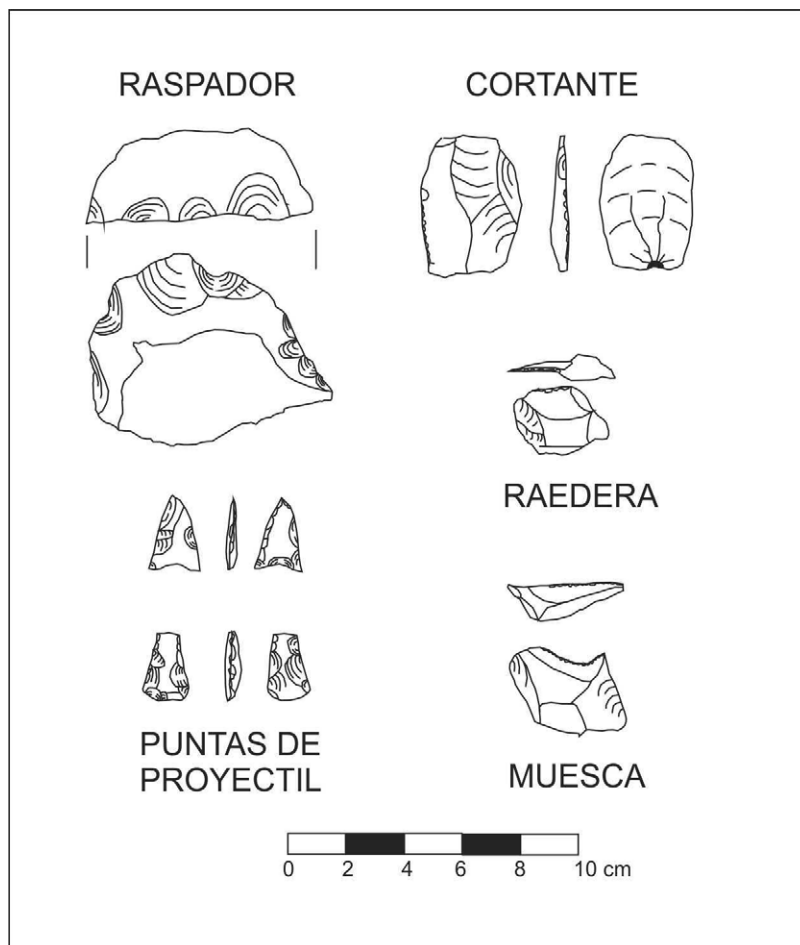 RASPADOR
CORTANTE
RAEDERA
PUNTAS DE
PROYECTIL
MUESCA
0 2 4 6 8 10 cm